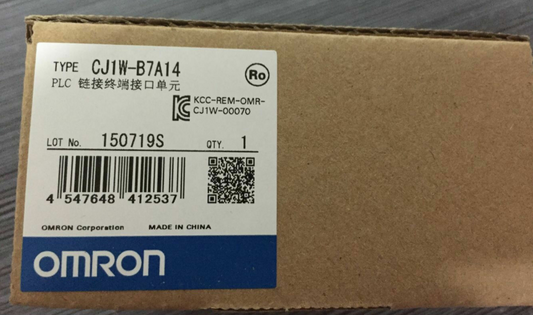 TYPE CJ1W-B7A14
PLC 链接终端接口单元
Ro
KCC-REM-OMR-
CJ1W-00070
LOT No. 150719S QTY. 1
4 547648 412537
OMRON Corporation MADE IN CHINA
OMRON